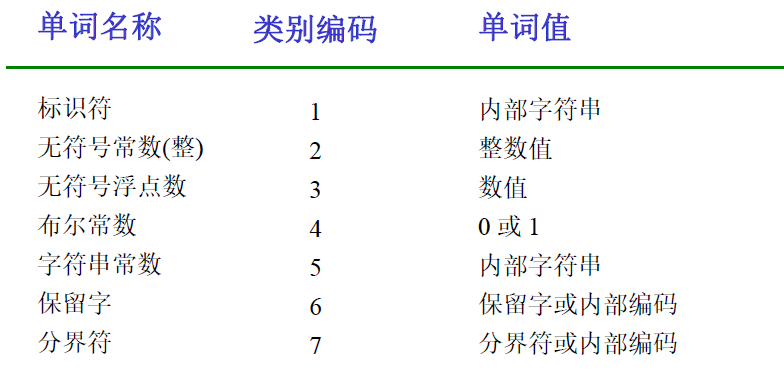 单词名称 类别编码 单词值
标识符 1 内部字符串
无符号常数(整) 2 整数值
无符号浮点数 3 数值
布尔常数 4 0 或 1
字符串常数 5 内部字符串
保留字 6 保留字或内部编码
分界符 7 分界符或内部编码